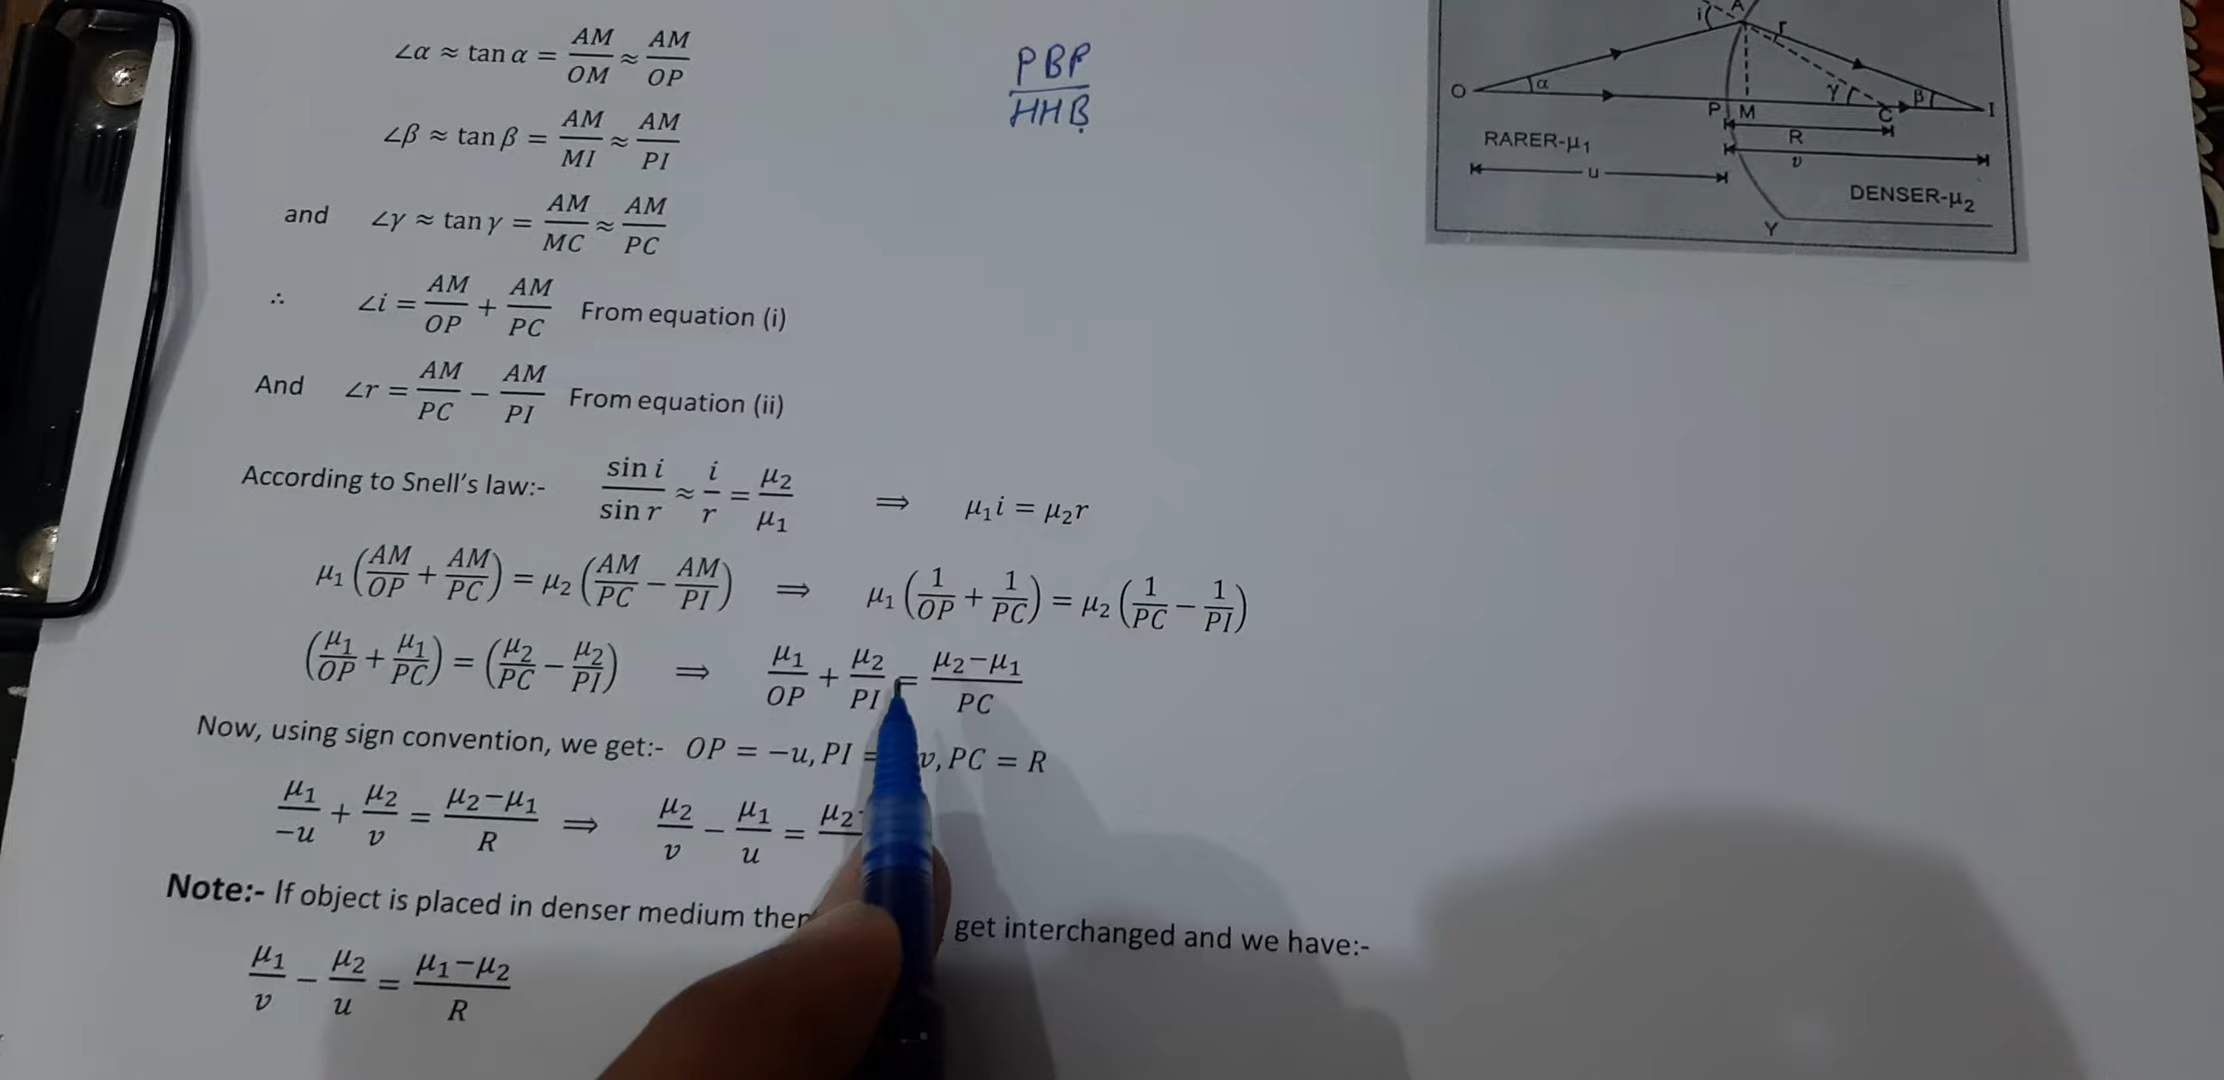 ∠α ≈ tan α = AM/OM ≈ AM/OP
∠β ≈ tan β = AM/MI ≈ AM/PI
and ∠γ ≈ tan γ = AM/MC ≈ AM/PC
∴ ∠i = AM/OP + AM/PC From equation (i)
And ∠r = AM/PC − AM/PI From equation (ii)
According to Snell's law:- sin i/sin r ≈ i/r = μ₂/μ₁ ⟹ μ₁i = μ₂r
μ₁(AM/OP + AM/PC) = μ₂(AM/PC − AM/PI) ⟹ μ₁(1/OP + 1/PC) = μ₂(1/PC − 1/PI)
(μ₁/OP + μ₁/PC) = (μ₂/PC − μ₂/PI) ⟹ μ₁/OP + μ₂/PI = μ₂−μ₁/PC
Now, using sign convention, we get:- OP = −u, PI = v, PC = R
μ₁/−u + μ₂/v = μ₂−μ₁/R ⟹ μ₂/v − μ₁/u = μ₂
Note:- If object is placed in denser medium then get interchanged and we have:-
μ₁/v − μ₂/u = μ₁−μ₂/R
PBP
HHB
i A r
O α γ β I
P M C
RARER-μ₁ R
u v
DENSER-μ₂
Y